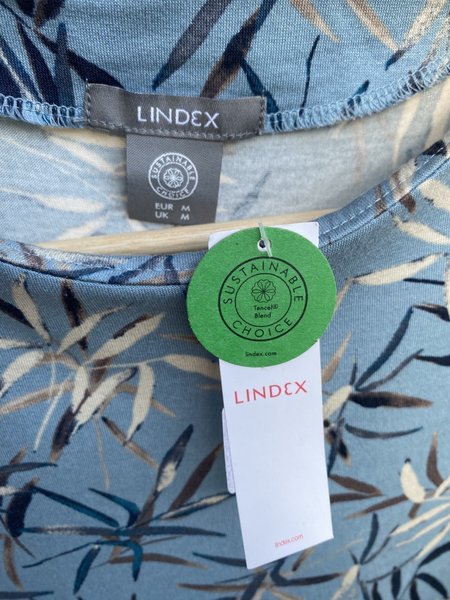 LINDEX
SUSTAINABLE
CHOICE
EUR M
UK M
SUSTAINABLE
Tencel®
Blend
CHOICE
lindex.com
LINDEX
lindex.com